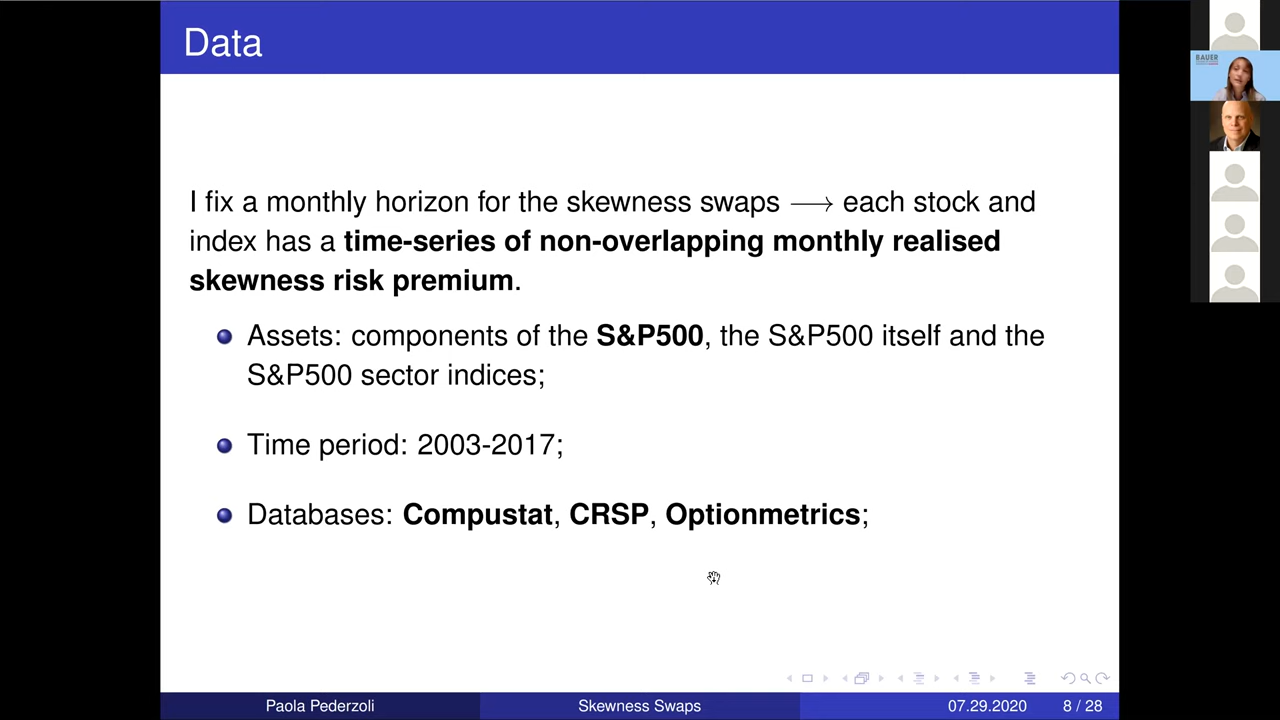 Data
I fix a monthly horizon for the skewness swaps ⟶ each stock and
index has a time-series of non-overlapping monthly realised
skewness risk premium.
Assets: components of the S&P500, the S&P500 itself and the
S&P500 sector indices;
Time period: 2003-2017;
Databases: Compustat, CRSP, Optionmetrics;
Paola Pederzoli
Skewness Swaps
07.29.2020
8 / 28
BAUER